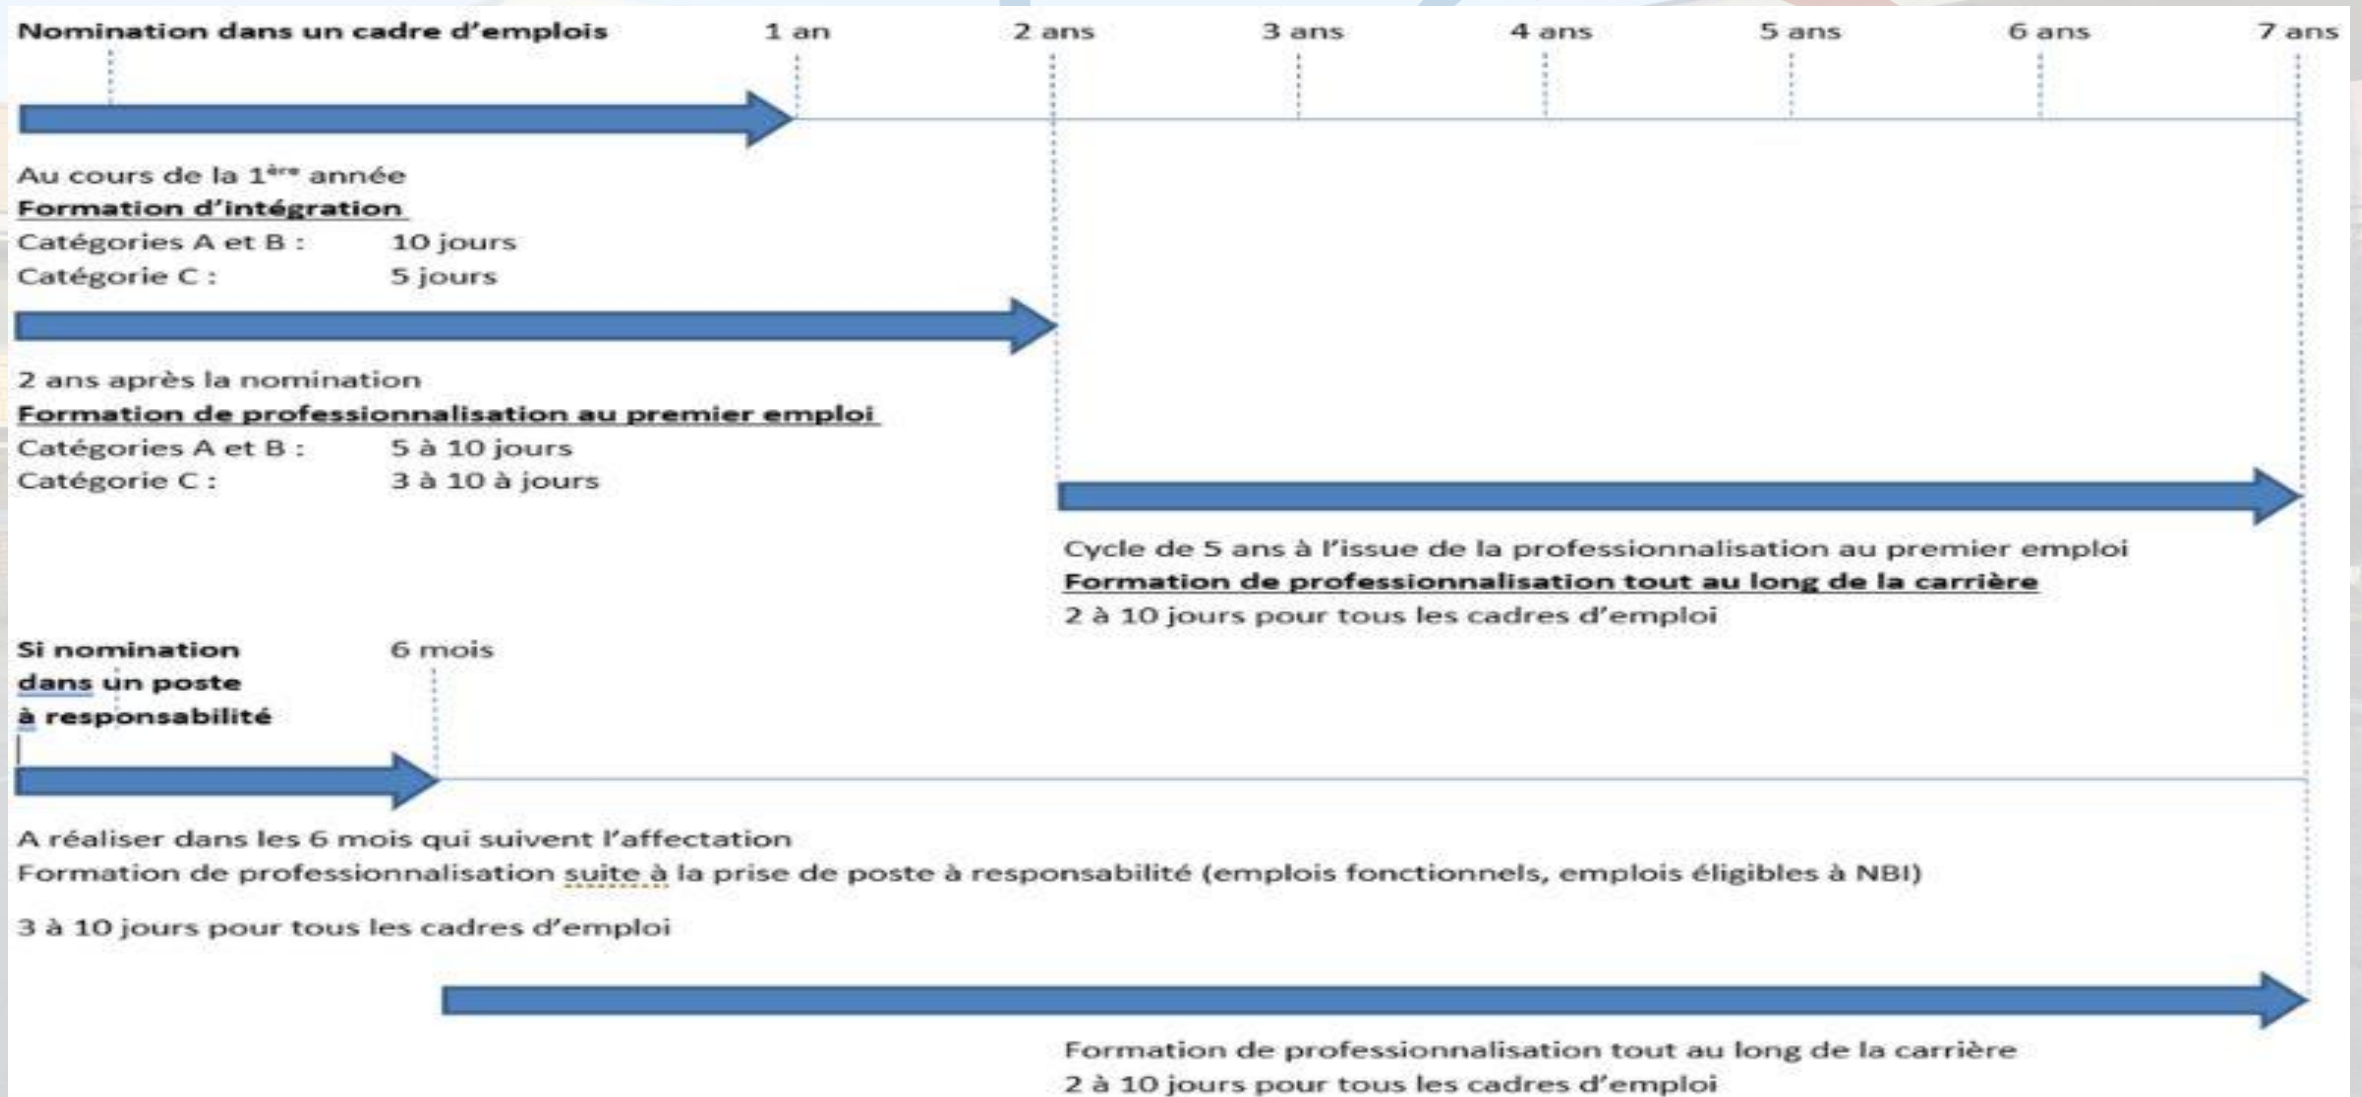 Nomination dans un cadre d'emplois 1 an 2 ans 3 ans 4 ans 5 ans 6 ans 7 ans
Au cours de la 1ère année
Formation d'intégration
Catégories A et B : 10 jours
Catégorie C : 5 jours
2 ans après la nomination
Formation de professionnalisation au premier emploi
Catégories A et B : 5 à 10 jours
Catégorie C : 3 à 10 à jours
Cycle de 5 ans à l'issue de la professionnalisation au premier emploi
Formation de professionnalisation tout au long de la carrière
2 à 10 jours pour tous les cadres d'emploi
Si nomination 6 mois
dans un poste
à responsabilité
A réaliser dans les 6 mois qui suivent l'affectation
Formation de professionnalisation suite à la prise de poste à responsabilité (emplois fonctionnels, emplois éligibles à NBI)
3 à 10 jours pour tous les cadres d'emploi
Formation de professionnalisation tout au long de la carrière
2 à 10 jours pour tous les cadres d'emploi